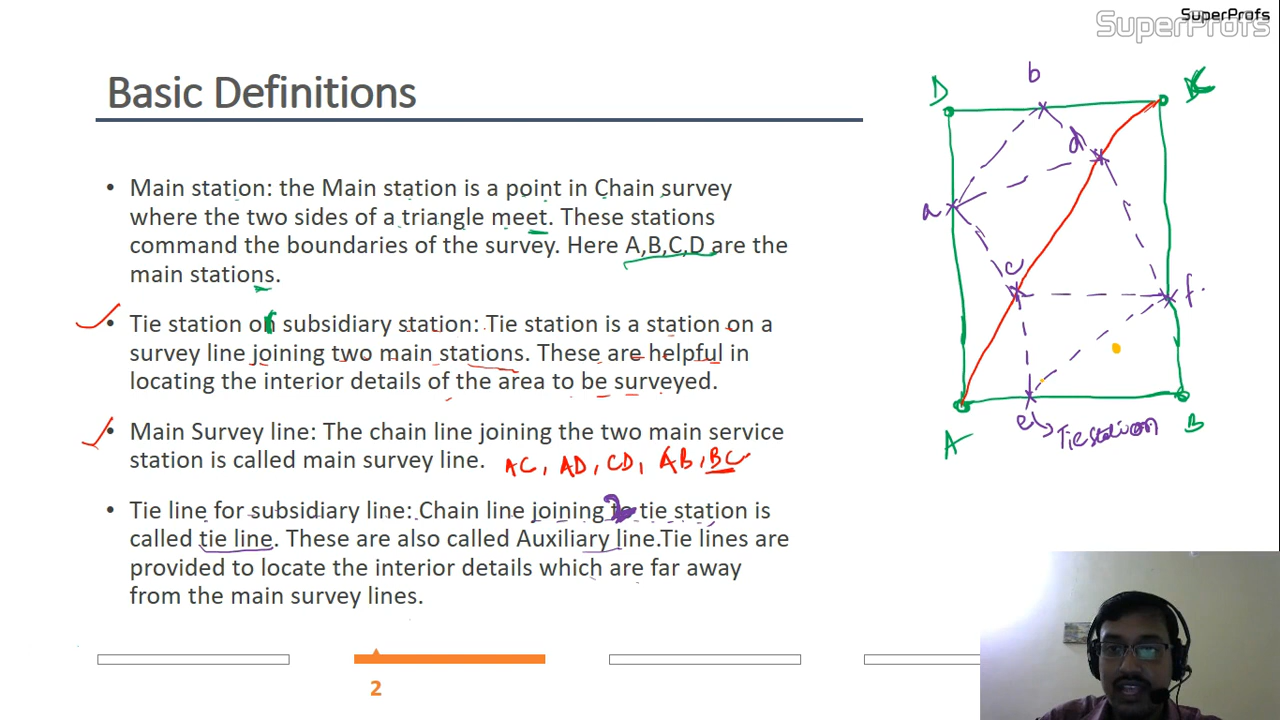 SuperProfs
SuperProfs
Basic Definitions
• Main station: the Main station is a point in Chain survey
where the two sides of a triangle meet. These stations
command the boundaries of the survey. Here A,B,C,D are the
main stations.
• Tie station or subsidiary station: Tie station is a station on a
survey line joining two main stations. These are helpful in
locating the interior details of the area to be surveyed.
• Main Survey line: The chain line joining the two main service
station is called main survey line. AC, AD, CD, AB, BC
• Tie line for subsidiary line: Chain line joining 2 tie station is
called tie line. These are also called Auxiliary line.Tie lines are
provided to locate the interior details which are far away
from the main survey lines.
2
b
D
C
d
a
c
f
e
Tie station
A
B